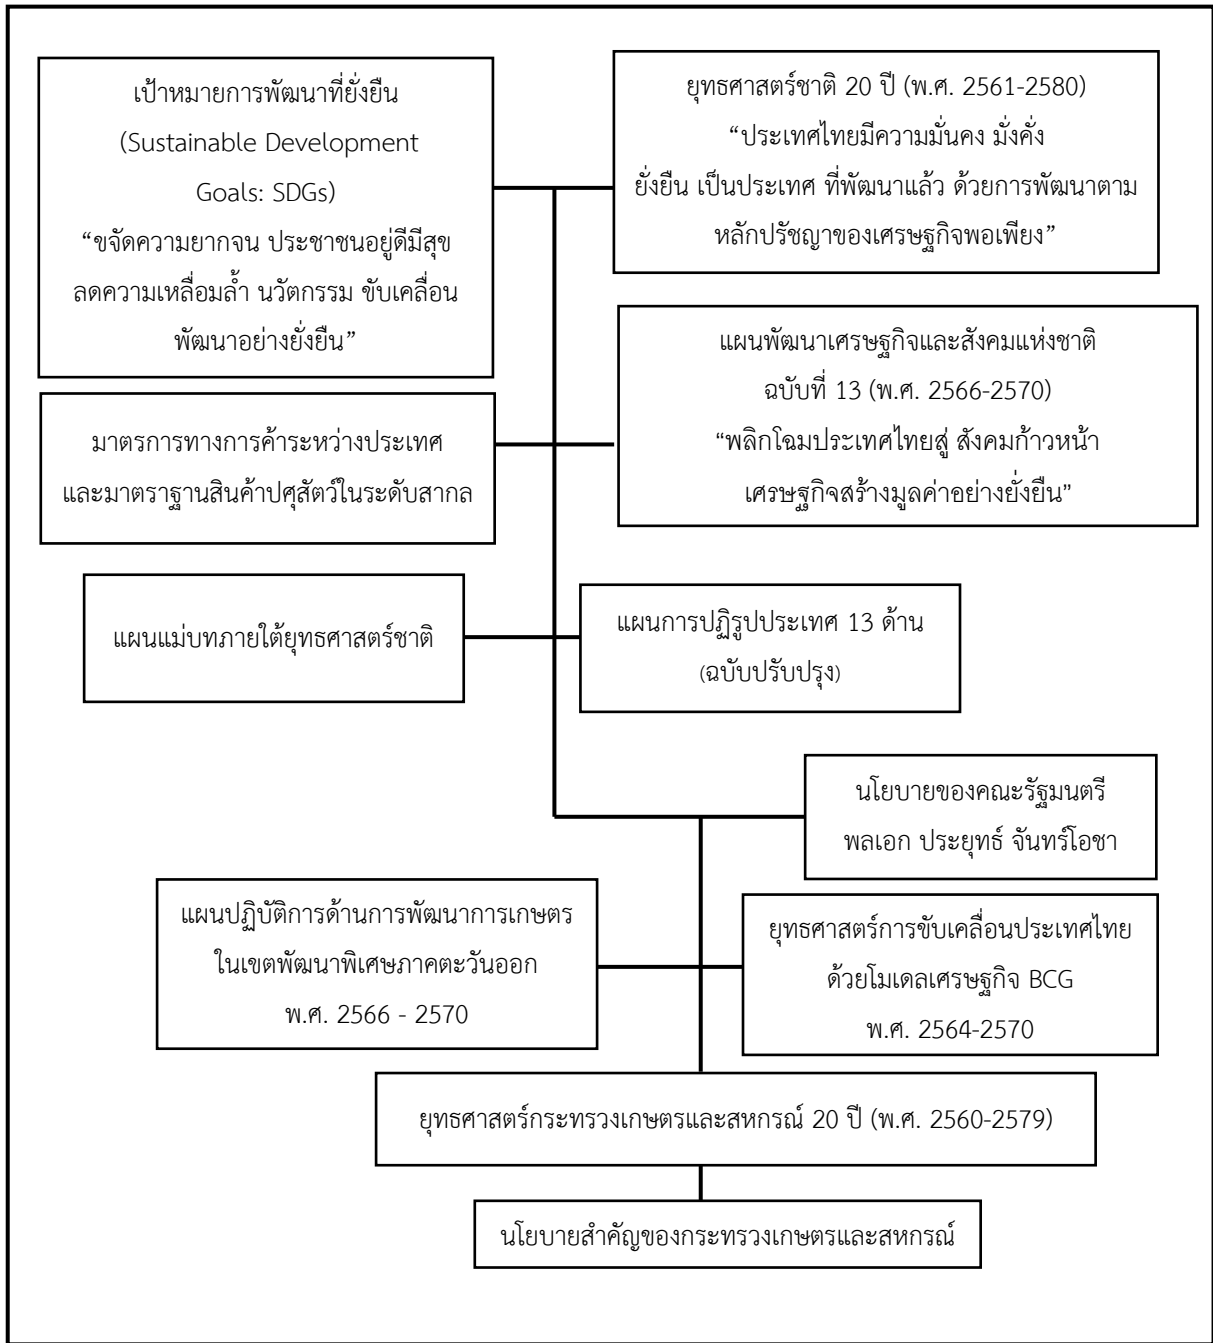 เป้าหมายการพัฒนาที่ยั่งยืน
(Sustainable Development
Goals: SDGs)
“ขจัดความยากจน ประชาชนอยู่ดีมีสุข
ลดความเหลื่อมล้ำ นวัตกรรม ขับเคลื่อน
พัฒนาอย่างยั่งยืน”
ยุทธศาสตร์ชาติ 20 ปี (พ.ศ. 2561-2580)
“ประเทศไทยมีความมั่นคง มั่งคั่ง
ยั่งยืน เป็นประเทศ ที่พัฒนาแล้ว ด้วยการพัฒนาตาม
หลักปรัชญาของเศรษฐกิจพอเพียง”
มาตรการทางการค้าระหว่างประเทศ
และมาตราฐานสินค้าปศุสัตว์ในระดับสากล
แผนพัฒนาเศรษฐกิจและสังคมแห่งชาติ
ฉบับที่ 13 (พ.ศ. 2566-2570)
“พลิกโฉมประเทศไทยสู่ สังคมก้าวหน้า
เศรษฐกิจสร้างมูลค่าอย่างยั่งยืน”
แผนแม่บทภายใต้ยุทธศาสตร์ชาติ
แผนการปฏิรูปประเทศ 13 ด้าน
(ฉบับปรับปรุง)
นโยบายของคณะรัฐมนตรี
พลเอก ประยุทธ์ จันทร์โอชา
แผนปฏิบัติการด้านการพัฒนาการเกษตร
ในเขตพัฒนาพิเศษภาคตะวันออก
พ.ศ. 2566 - 2570
ยุทธศาสตร์การขับเคลื่อนประเทศไทย
ด้วยโมเดลเศรษฐกิจ BCG
พ.ศ. 2564-2570
ยุทธศาสตร์กระทรวงเกษตรและสหกรณ์ 20 ปี (พ.ศ. 2560-2579)
นโยบายสำคัญของกระทรวงเกษตรและสหกรณ์